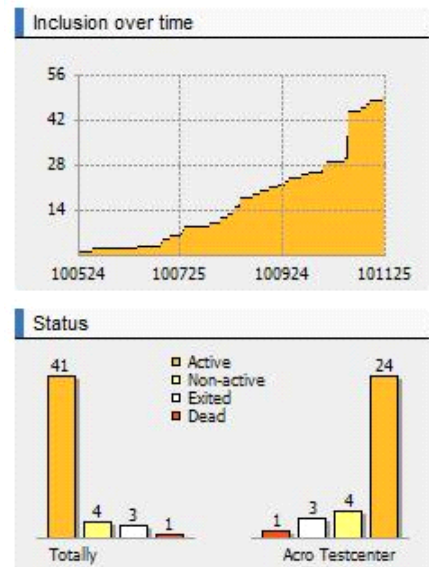 Inclusion over time
56
42
28
14
100524 100725 100924 101125
Status
41 24
Active
Non-active
Exited
Dead
4 3 1 1 3 4
Totally Acro Testcenter